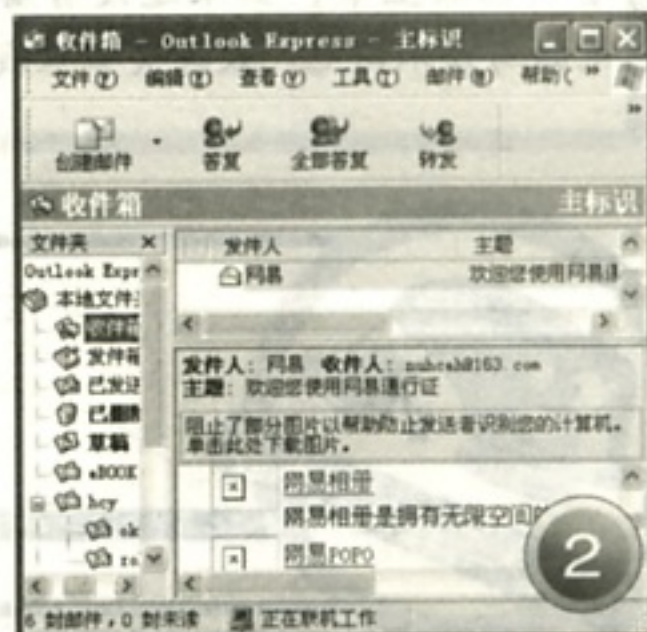 收件箱 - Outlook Express - 主标识
文件(F) 编辑(E) 查看(V) 工具(T) 邮件(M) 帮助( »
»
创建邮件 答复 全部答复 转发
收件箱 主标识
文件夹 ×
Outlook Expr
本地文件
收件箱
发件箱
已发送
已删除
草稿
eBOOK
hcy
发件人 主题
网易 欢迎您使用网易通
发件人: 网易 收件人: @163.com
主题: 欢迎您使用网易通行证
阻止了部分图片以帮助防止发送者识别您的计算机。
单击此处下载图片。
网易相册
网易相册是拥有无限空间的
网易POPO
6 封邮件,0 封未读 正在联机工作
2